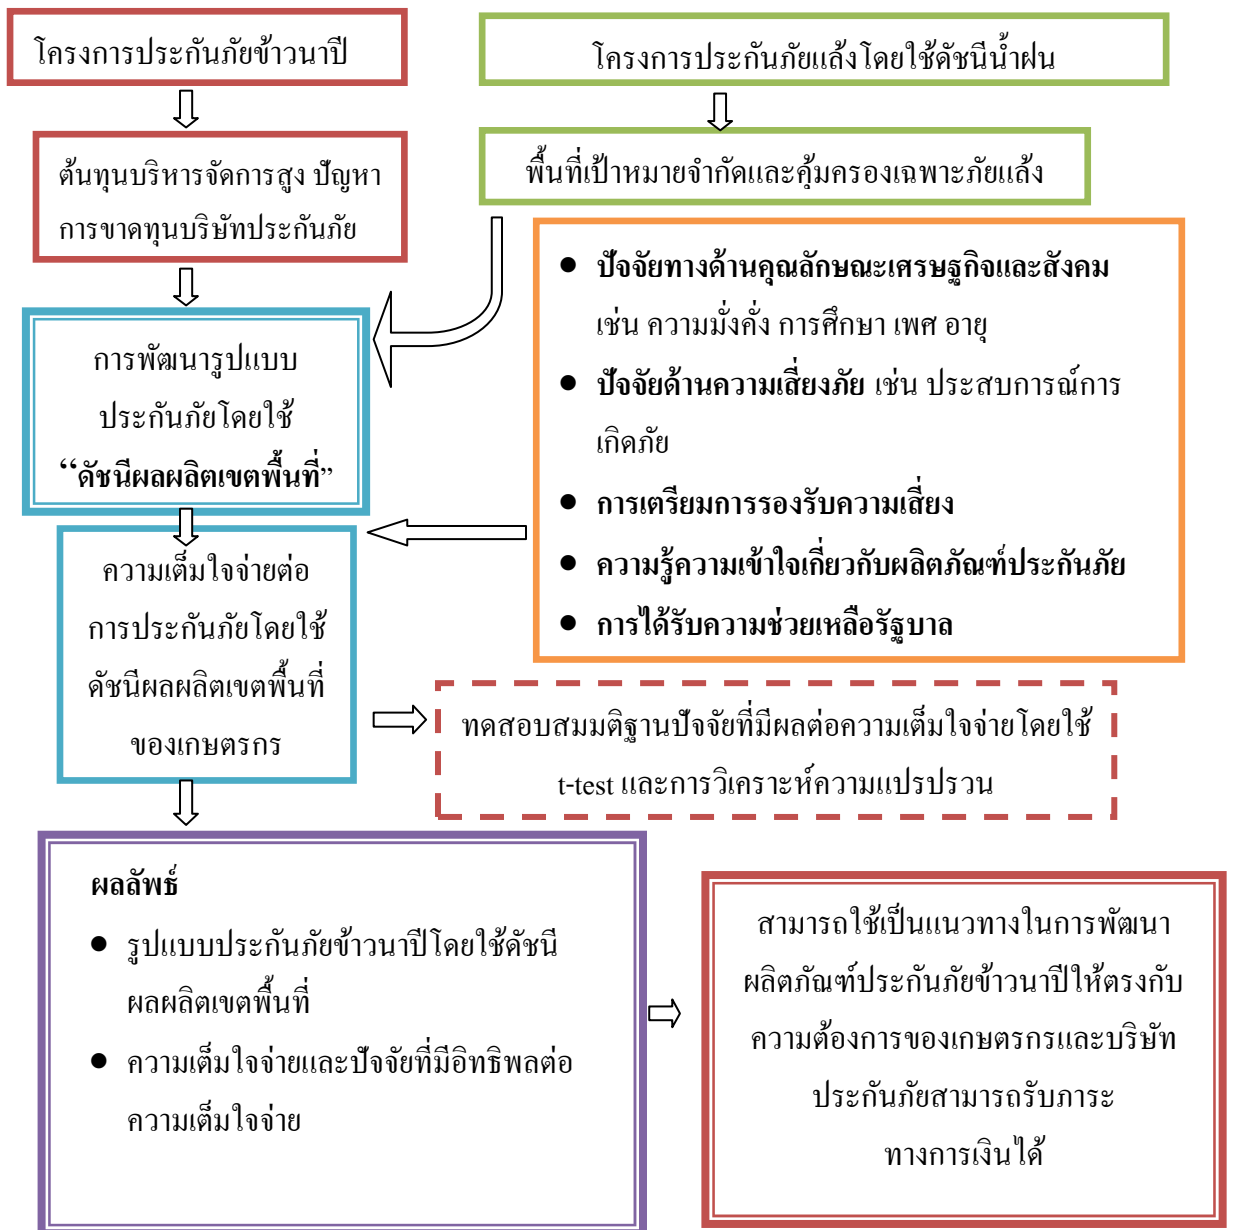 โครงการประกันภัยข้าวนาปี
โครงการประกันภัยแล้งโดยใช้ดัชนีน้ำฝน
ต้นทุนบริหารจัดการสูง ปัญหา
การขาดทุนบริษัทประกันภัย
พื้นที่เป้าหมายจำกัดและคุ้มครองเฉพาะภัยแล้ง
● ปัจจัยทางด้านคุณลักษณะเศรษฐกิจและสังคม
เช่น ความมั่งคั่ง การศึกษา เพศ อายุ
● ปัจจัยด้านความเสี่ยงภัย เช่น ประสบการณ์การ
เกิดภัย
● การเตรียมการรองรับความเสี่ยง
● ความรู้ความเข้าใจเกี่ยวกับผลิตภัณฑ์ประกันภัย
● การได้รับความช่วยเหลือรัฐบาล
การพัฒนารูปแบบ
ประกันภัยโดยใช้
“ดัชนีผลผลิตเขตพื้นที่”
ความเต็มใจจ่ายต่อ
การประกันภัยโดยใช้
ดัชนีผลผลิตเขตพื้นที่
ของเกษตรกร
ทดสอบสมมติฐานปัจจัยที่มีผลต่อความเต็มใจจ่ายโดยใช้
t-test และการวิเคราะห์ความแปรปรวน
ผลลัพธ์
● รูปแบบประกันภัยข้าวนาปีโดยใช้ดัชนี
ผลผลิตเขตพื้นที่
● ความเต็มใจจ่ายและปัจจัยที่มีอิทธิพลต่อ
ความเต็มใจจ่าย
สามารถใช้เป็นแนวทางในการพัฒนา
ผลิตภัณฑ์ประกันภัยข้าวนาปีให้ตรงกับ
ความต้องการของเกษตรกรและบริษัท
ประกันภัยสามารถรับภาระ
ทางการเงินได้